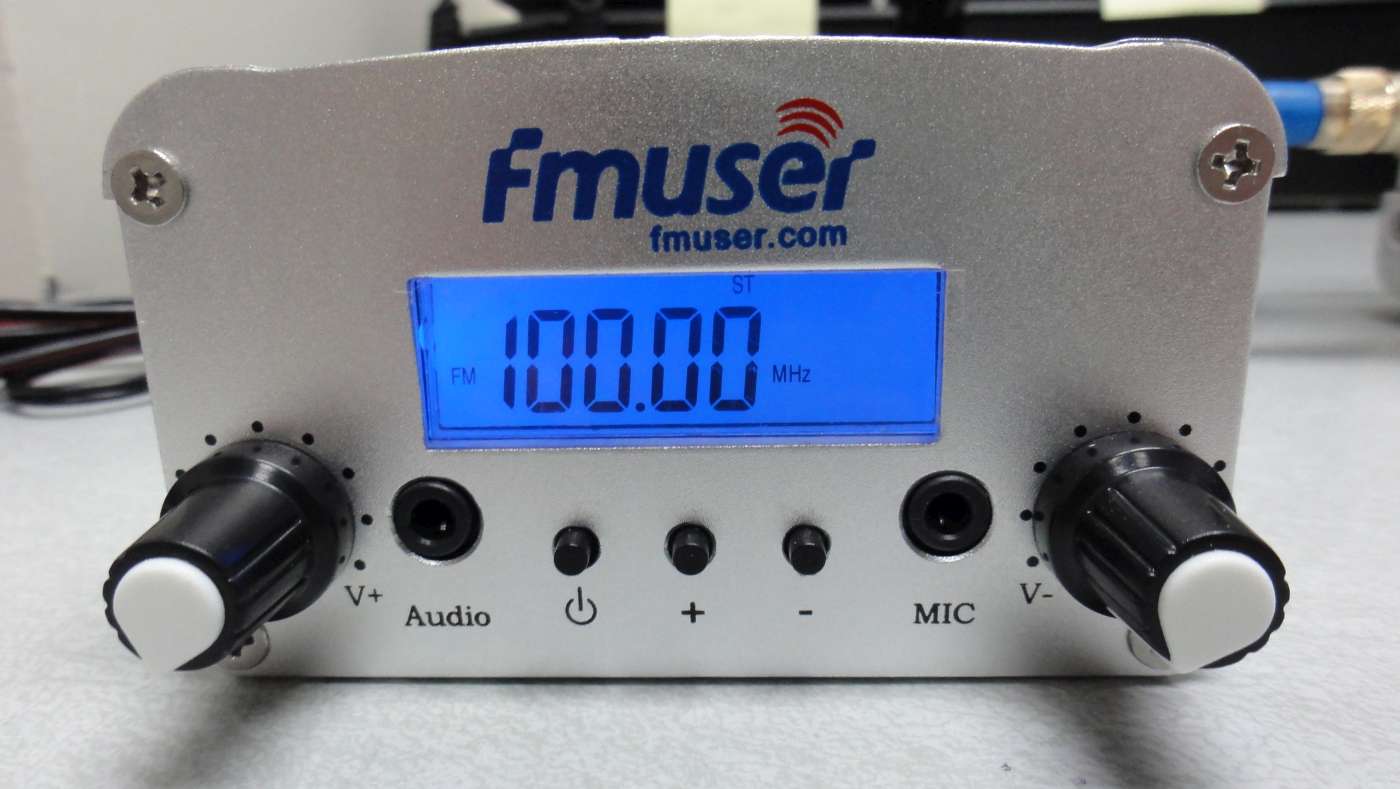 Fmuser
fmuser.com
ST
FM 100.00 MHz
V+ Audio + - MIC V-